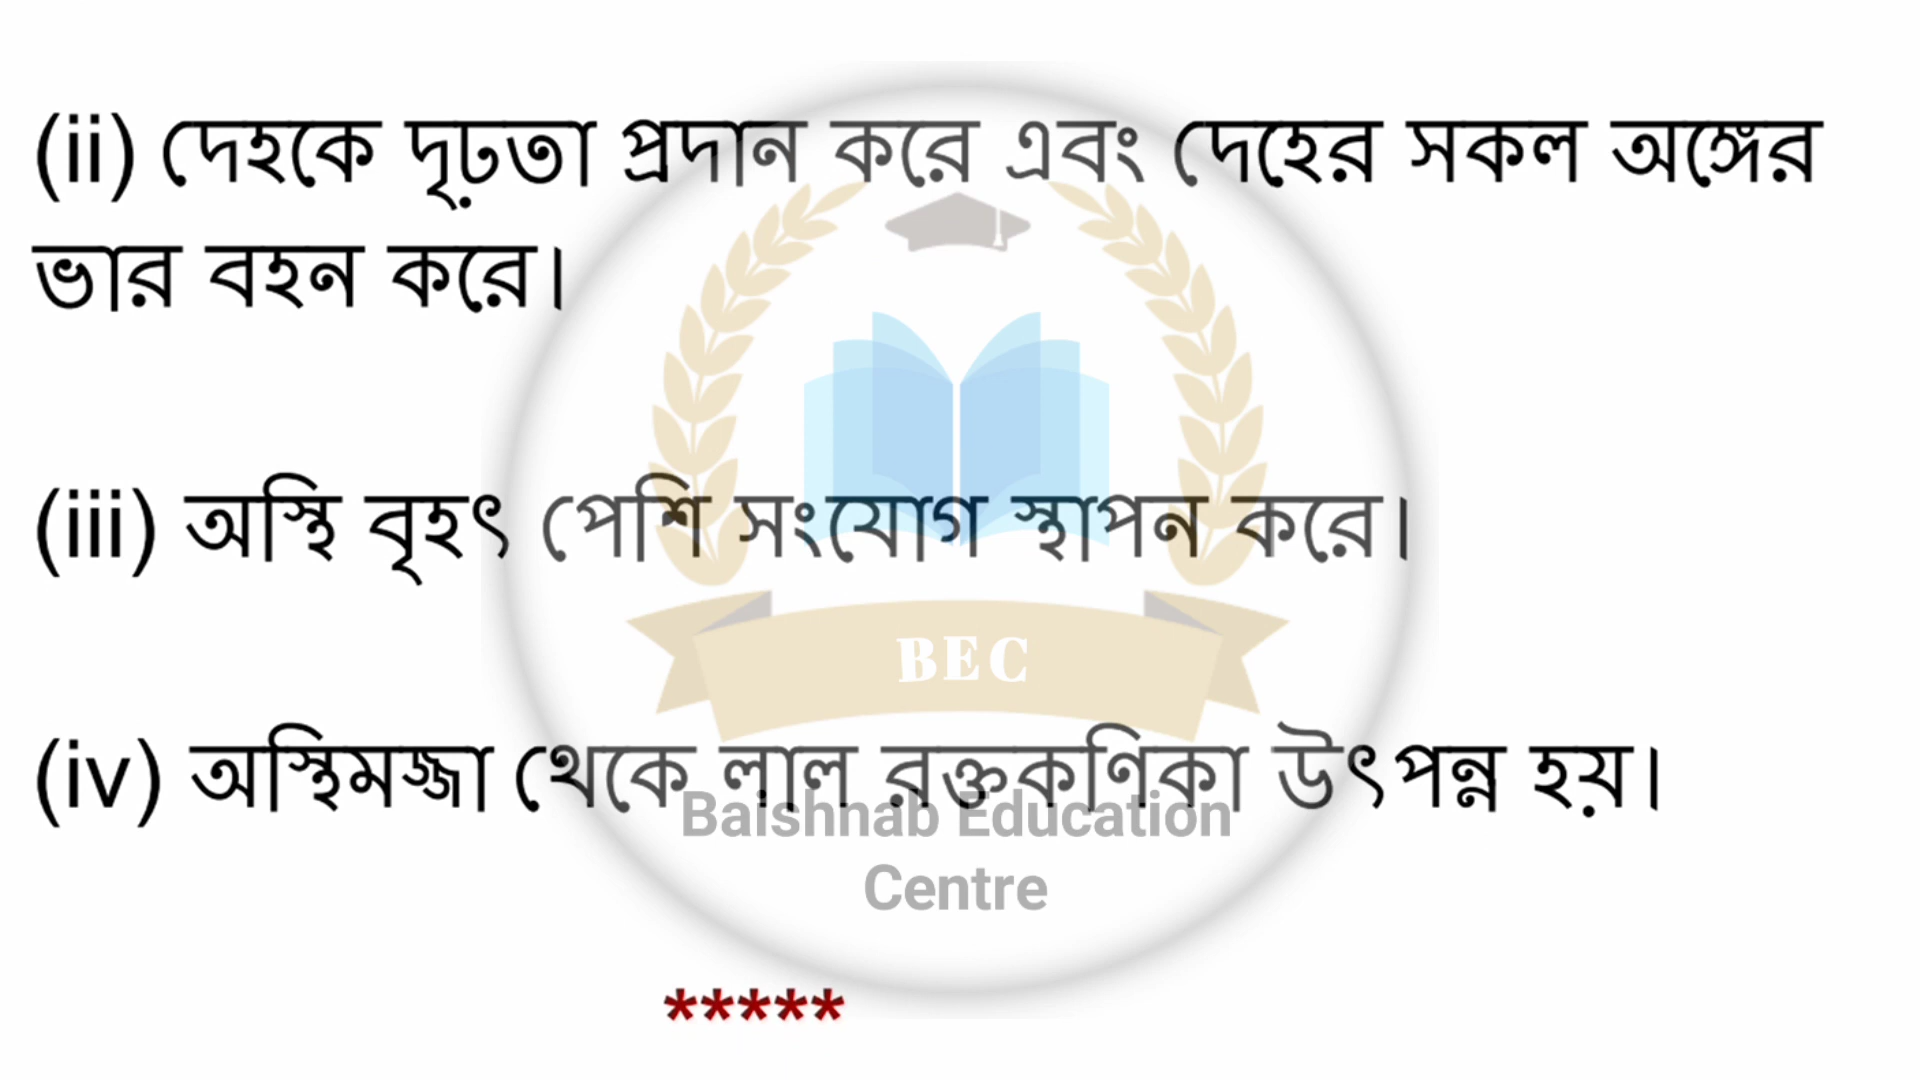 (ii) দেহকে দৃঢ়তা প্রদান করে এবং দেহের সকল অঙ্গের
ভার বহন করে।
(iii) অস্থি বৃহৎ পেশি সংযোগ স্থাপন করে।
BEC
(iv) অস্থিমজ্জা থেকে লাল রক্তকণিকা উৎপন্ন হয়।
Baishnab Education
Centre
*****